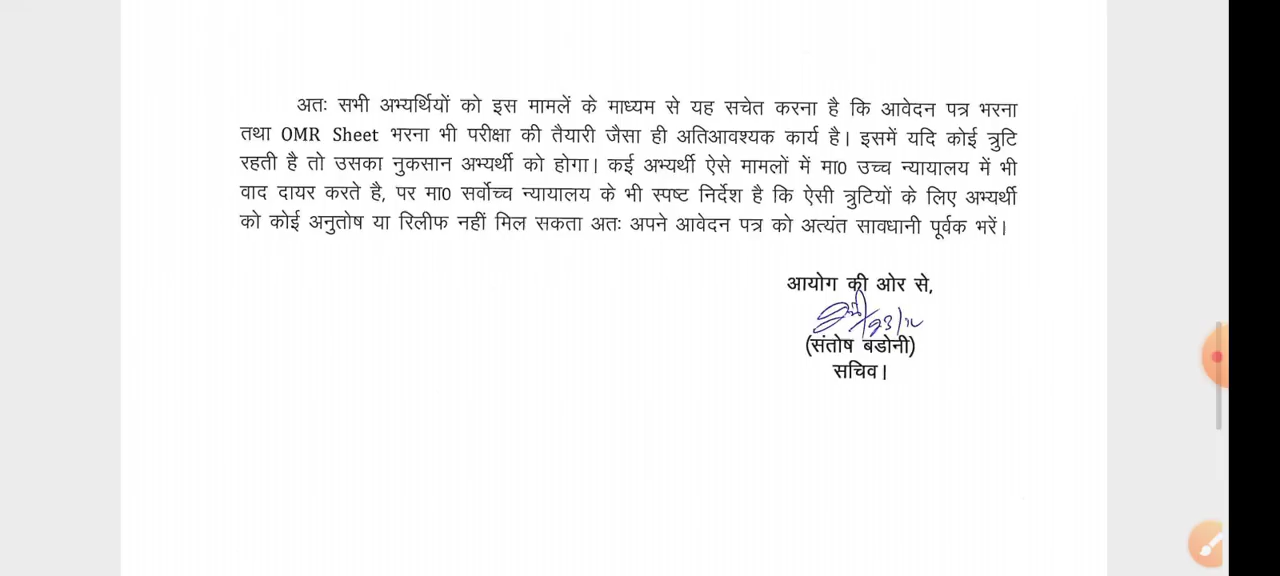 अतः सभी अभ्यर्थियों को इस मामलें के माध्यम से यह सचेत करना है कि आवेदन पत्र भरना
तथा OMR Sheet भरना भी परीक्षा की तैयारी जैसा ही अतिआवश्यक कार्य है। इसमें यदि कोई त्रुटि
रहती है तो उसका नुकसान अभ्यर्थी को होगा। कई अभ्यर्थी ऐसे मामलों में मा0 उच्च न्यायालय में भी
वाद दायर करते है, पर मा0 सर्वोच्च न्यायालय के भी स्पष्ट निर्देश है कि ऐसी त्रुटियों के लिए अभ्यर्थी
को कोई अनुतोष या रिलीफ नहीं मिल सकता अतः अपने आवेदन पत्र को अत्यंत सावधानी पूर्वक भरें।
आयोग की ओर से,
(संतोष बडोनी)
सचिव।